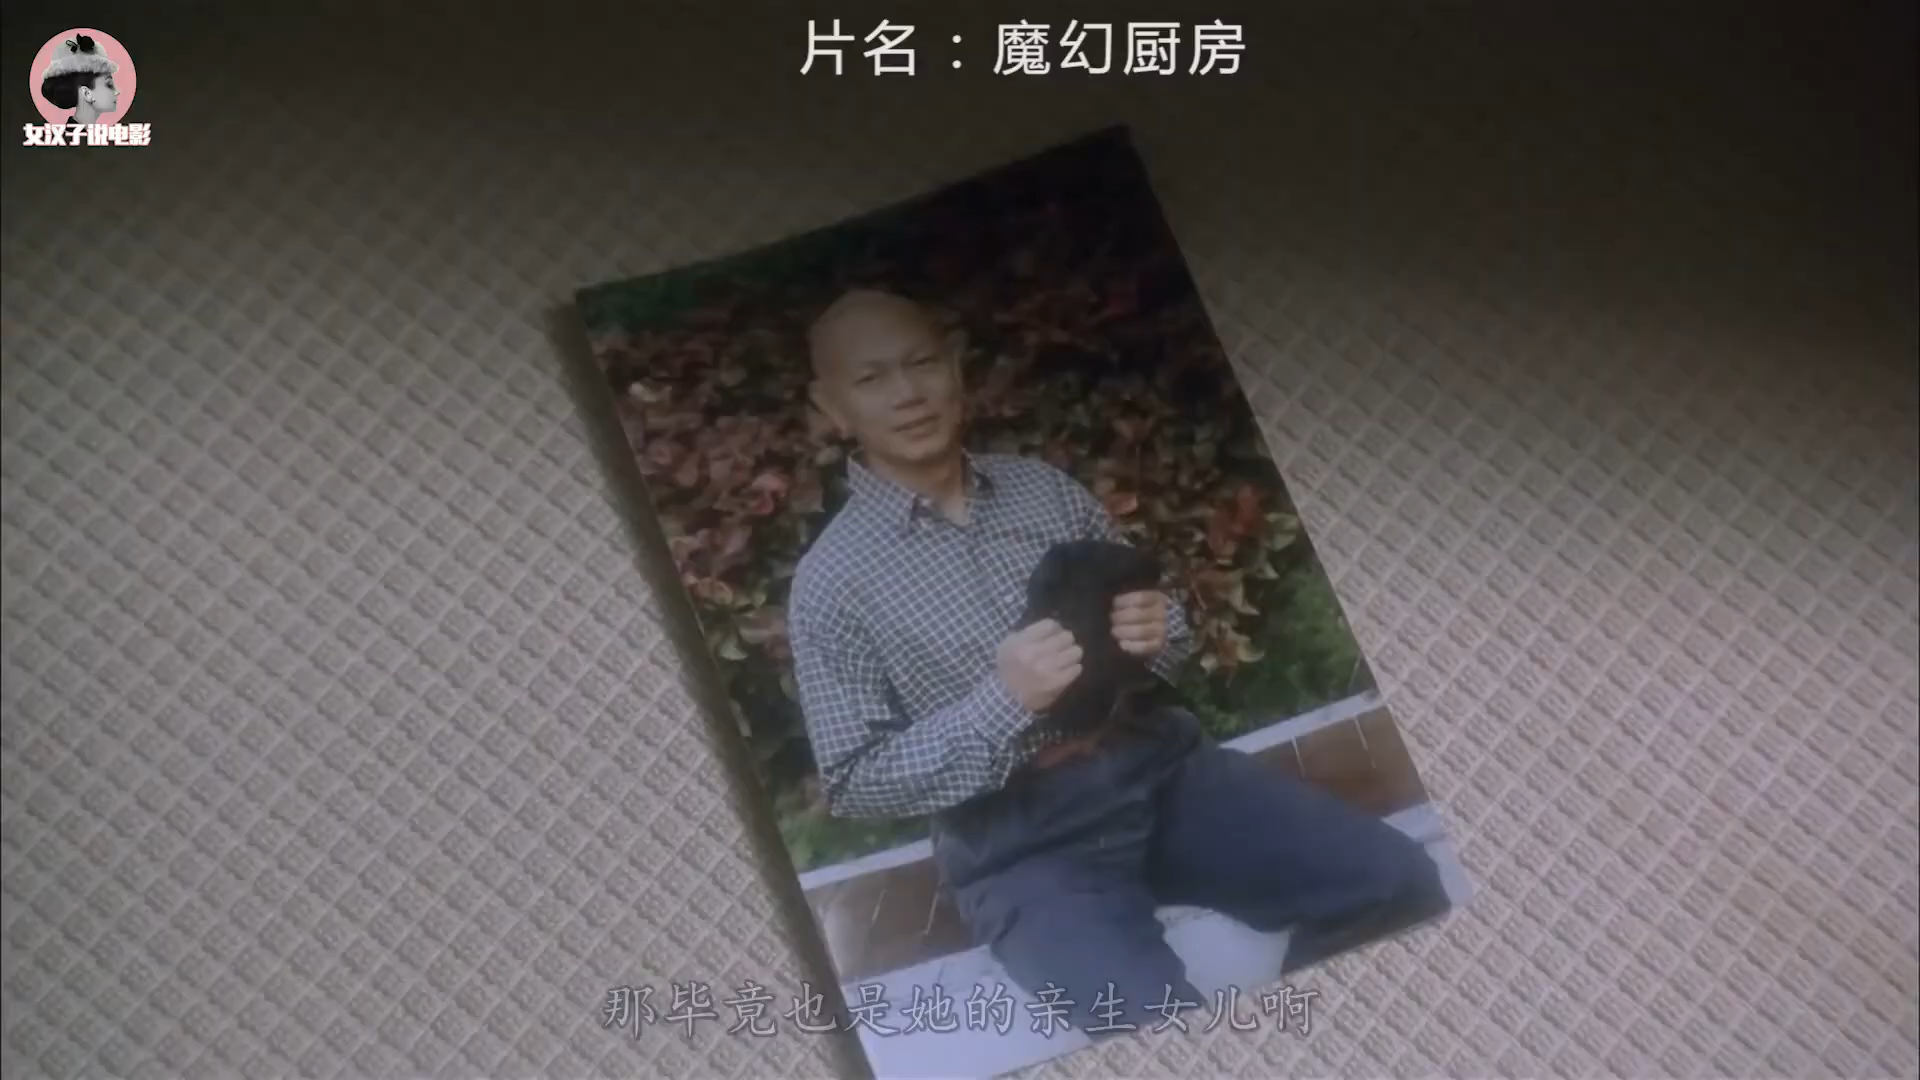 片名：魔幻厨房
女汉子说电影
那毕竟也是她的亲生女儿啊